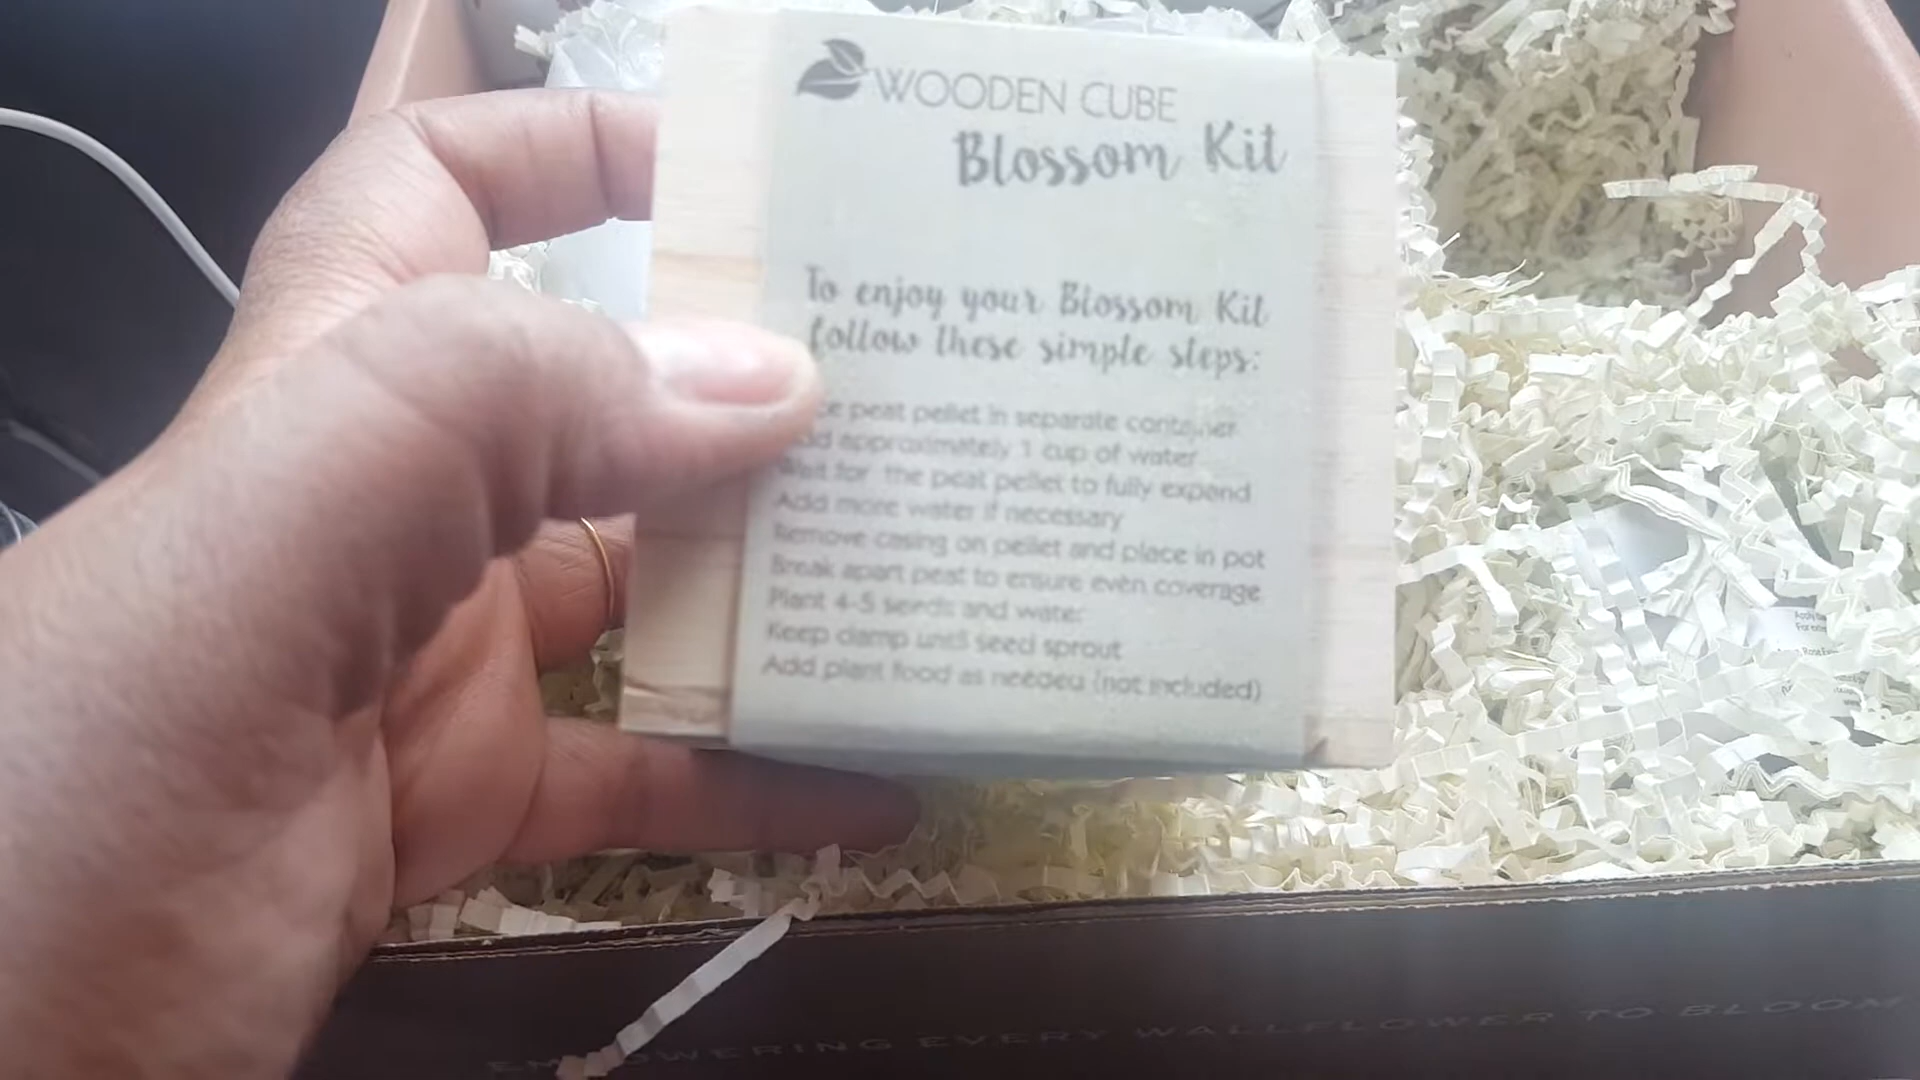 WOODEN CUBE
Blossom Kit
To enjoy your Blossom Kit
follow these simple steps:
peat pellet in separate container
approximately 1 cup of water
Wait for the peat pellet to fully expand
Add more water if necessary
Remove casing on pellet and place in pot
Break apart peat to ensure even coverage
Plant 4-5 seeds and water
Keep damp until seed sprout
Add plant food as needed (not included)
EMPOWERING EVERY WALLFLOWER TO BLOOM